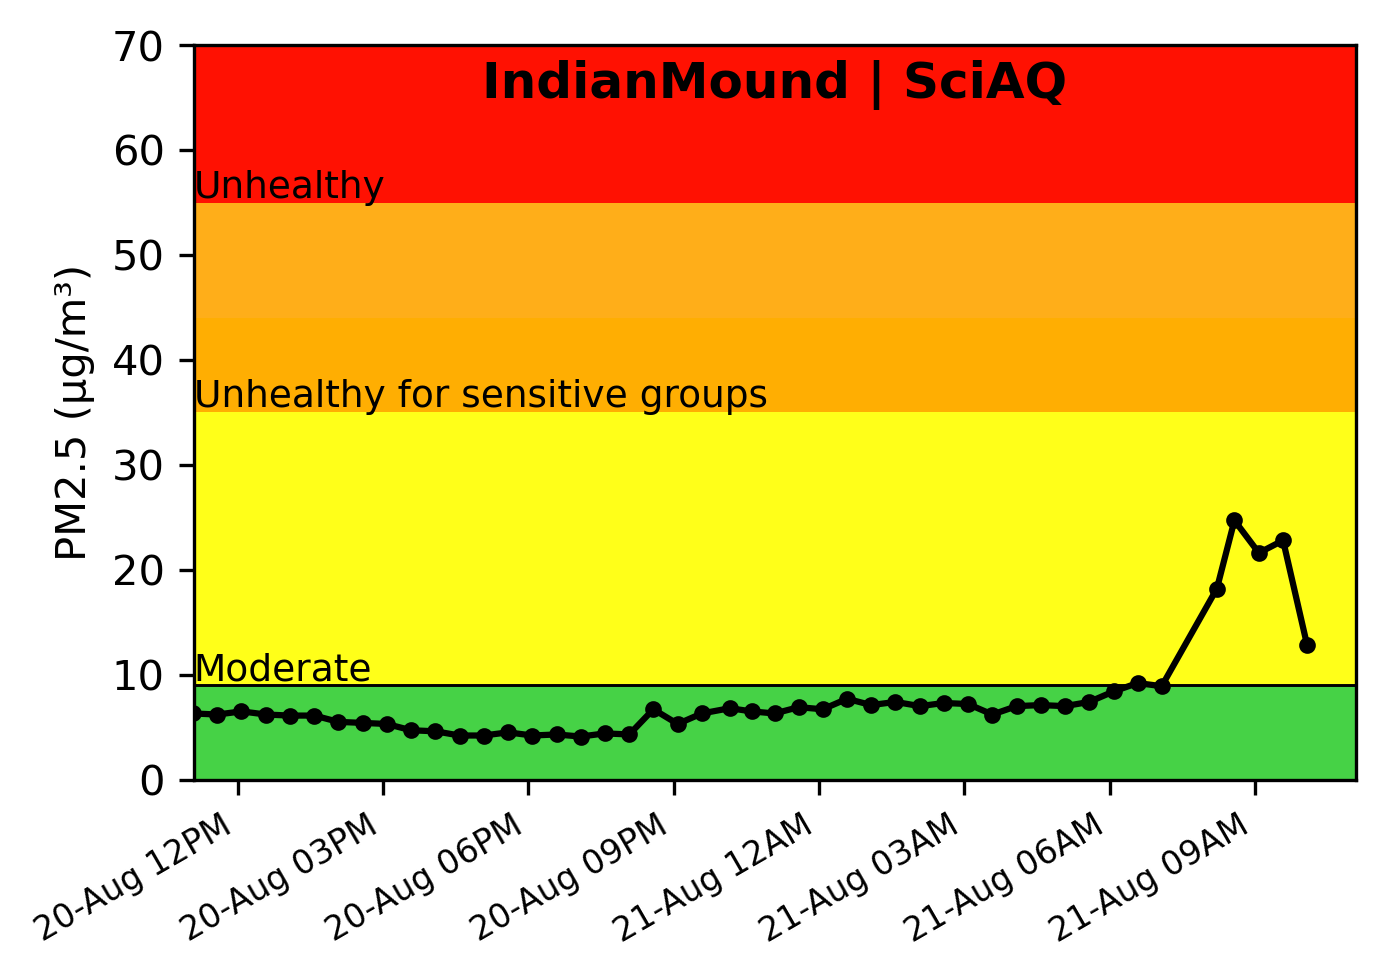 IndianMound | SciAQ
70
60
50
40
30
20
10
0
PM2.5 (µg/m³)
Unhealthy
Unhealthy for sensitive groups
Moderate
20-Aug 12PM
20-Aug 03PM
20-Aug 06PM
20-Aug 09PM
21-Aug 12AM
21-Aug 03AM
21-Aug 06AM
21-Aug 09AM